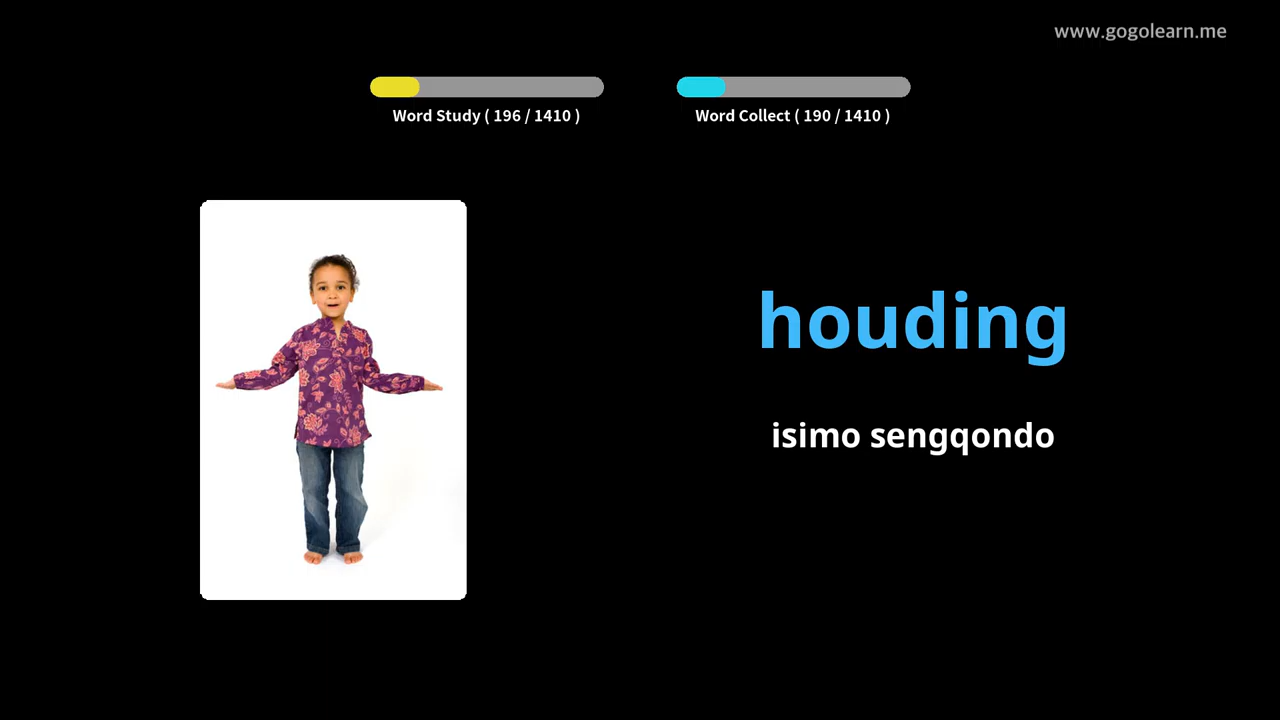 www.gogolearn.me
Word Study ( 196 / 1410 )
Word Collect ( 190 / 1410 )
houding
isimo sengqondo